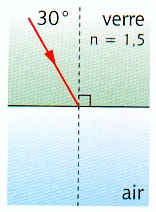 30° verre
n = 1,5
air